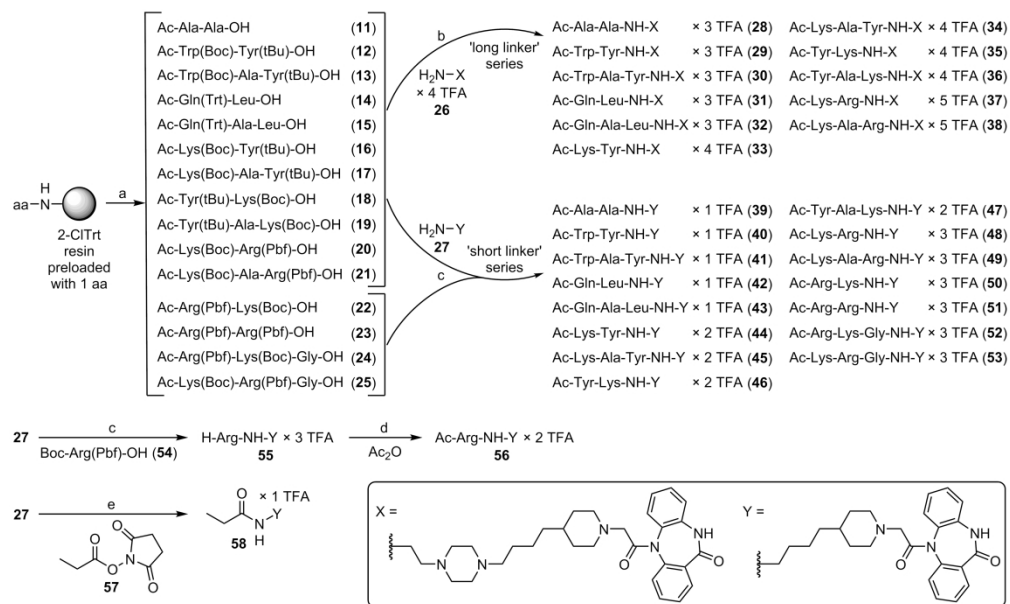 aa–N
H
2-ClTrt
resin
preloaded
with 1 aa
a
Ac-Ala-Ala-OH (11)
Ac-Trp(Boc)-Tyr(tBu)-OH (12)
Ac-Trp(Boc)-Ala-Tyr(tBu)-OH (13)
Ac-Gln(Trt)-Leu-OH (14)
Ac-Gln(Trt)-Ala-Leu-OH (15)
Ac-Lys(Boc)-Tyr(tBu)-OH (16)
Ac-Lys(Boc)-Ala-Tyr(tBu)-OH (17)
Ac-Tyr(tBu)-Lys(Boc)-OH (18)
Ac-Tyr(tBu)-Ala-Lys(Boc)-OH (19)
Ac-Lys(Boc)-Arg(Pbf)-OH (20)
Ac-Lys(Boc)-Ala-Arg(Pbf)-OH (21)
Ac-Arg(Pbf)-Lys(Boc)-OH (22)
Ac-Arg(Pbf)-Arg(Pbf)-OH (23)
Ac-Arg(Pbf)-Lys(Boc)-Gly-OH (24)
Ac-Lys(Boc)-Arg(Pbf)-Gly-OH (25)
b
H2N–X
× 4 TFA
26
'long linker'
series
H2N–Y
27
c
'short linker'
series
Ac-Ala-Ala-NH-X × 3 TFA (28)
Ac-Trp-Tyr-NH-X × 3 TFA (29)
Ac-Trp-Ala-Tyr-NH-X × 3 TFA (30)
Ac-Gln-Leu-NH-X × 3 TFA (31)
Ac-Gln-Ala-Leu-NH-X × 3 TFA (32)
Ac-Lys-Tyr-NH-X × 4 TFA (33)
Ac-Lys-Ala-Tyr-NH-X × 4 TFA (34)
Ac-Tyr-Lys-NH-X × 4 TFA (35)
Ac-Tyr-Ala-Lys-NH-X × 4 TFA (36)
Ac-Lys-Arg-NH-X × 5 TFA (37)
Ac-Lys-Ala-Arg-NH-X × 5 TFA (38)
Ac-Ala-Ala-NH-Y × 1 TFA (39)
Ac-Trp-Tyr-NH-Y × 1 TFA (40)
Ac-Trp-Ala-Tyr-NH-Y × 1 TFA (41)
Ac-Gln-Leu-NH-Y × 1 TFA (42)
Ac-Gln-Ala-Leu-NH-Y × 1 TFA (43)
Ac-Lys-Tyr-NH-Y × 2 TFA (44)
Ac-Lys-Ala-Tyr-NH-Y × 2 TFA (45)
Ac-Tyr-Lys-NH-Y × 2 TFA (46)
Ac-Tyr-Ala-Lys-NH-Y × 2 TFA (47)
Ac-Lys-Arg-NH-Y × 3 TFA (48)
Ac-Lys-Ala-Arg-NH-Y × 3 TFA (49)
Ac-Arg-Lys-NH-Y × 3 TFA (50)
Ac-Arg-Arg-NH-Y × 3 TFA (51)
Ac-Arg-Lys-Gly-NH-Y × 3 TFA (52)
Ac-Lys-Arg-Gly-NH-Y × 3 TFA (53)
27
c
Boc-Arg(Pbf)-OH (54)
H-Arg-NH-Y × 3 TFA
55
d
Ac2O
Ac-Arg-NH-Y × 2 TFA
56
27
e
O
O
O
N
O
57
O
× 1 TFA
N
H
Y
58
X =
N
N
N
O
N
NH
O
Y =
N
O
N
NH
O